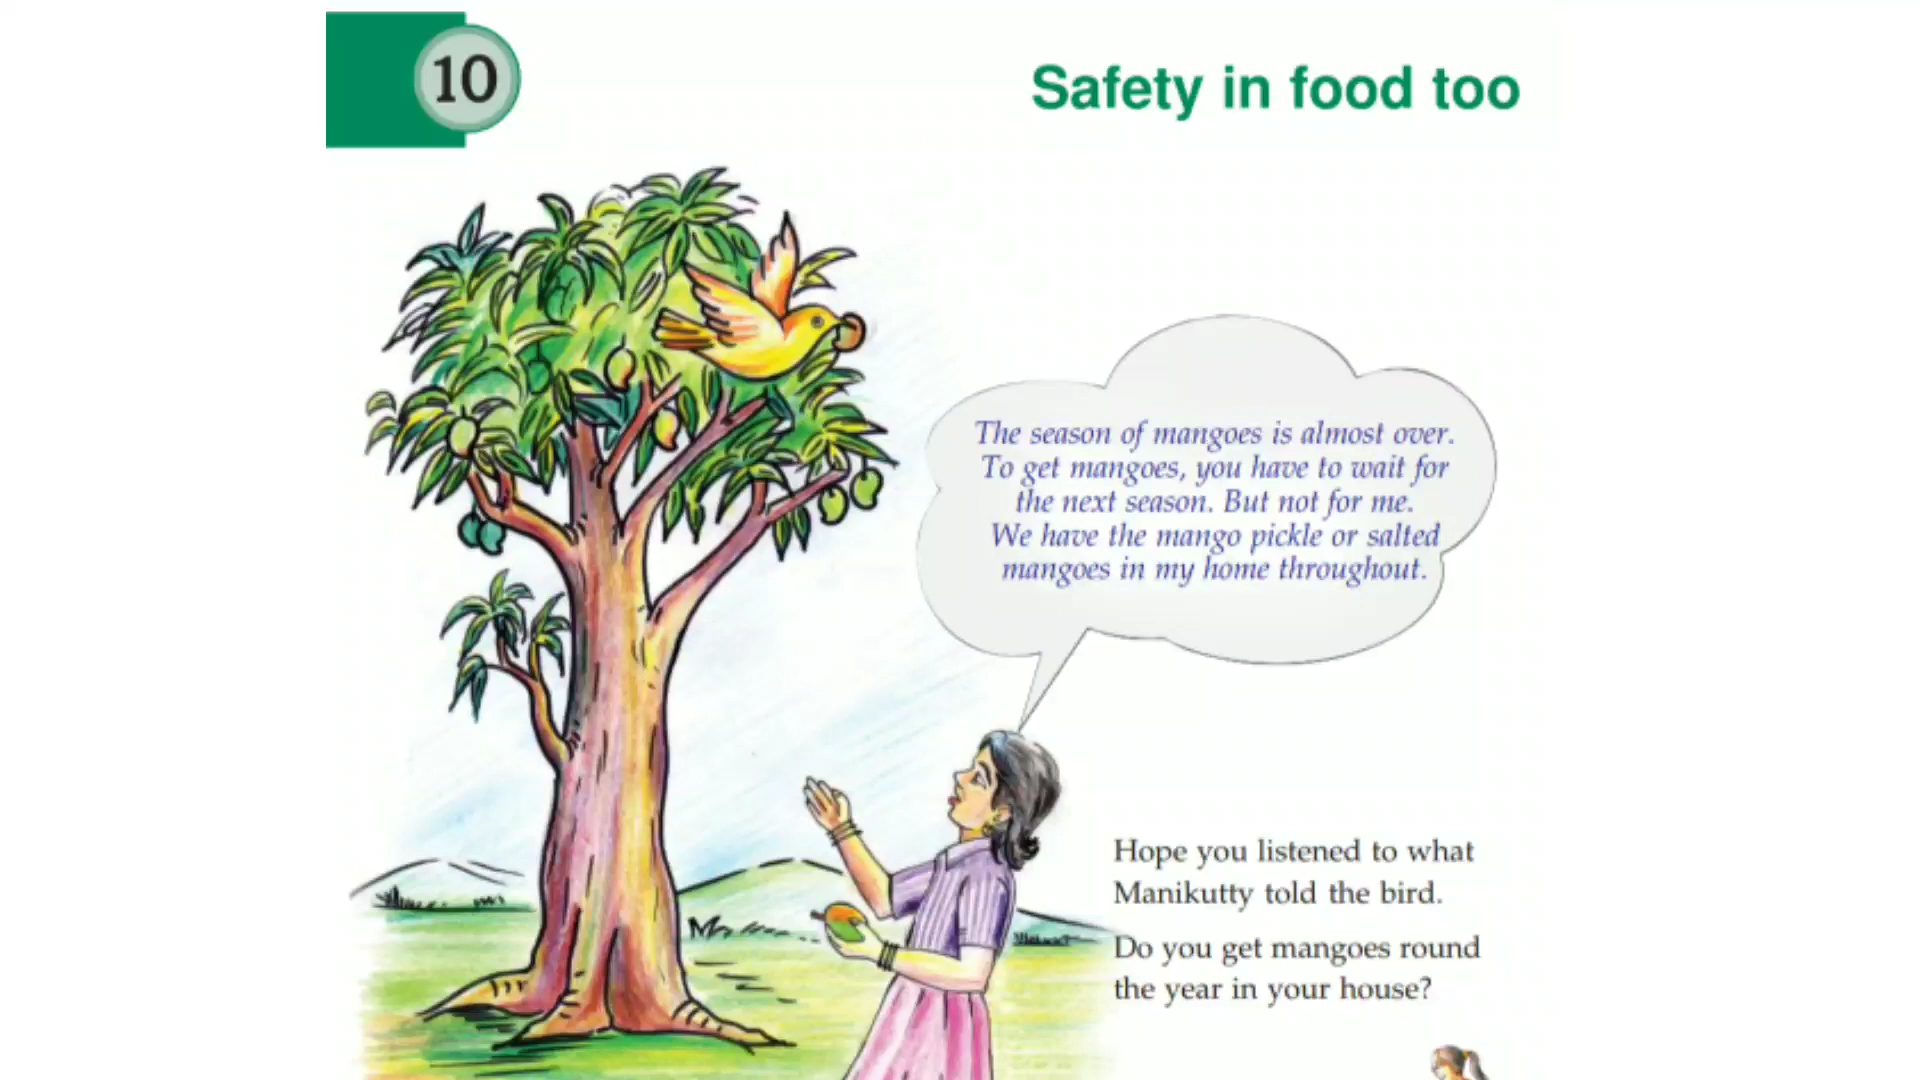 10
Safety in food too
The season of mangoes is almost over.
To get mangoes, you have to wait for
the next season. But not for me.
We have the mango pickle or salted
mangoes in my home throughout.
Hope you listened to what
Manikutty told the bird.
Do you get mangoes round
the year in your house?